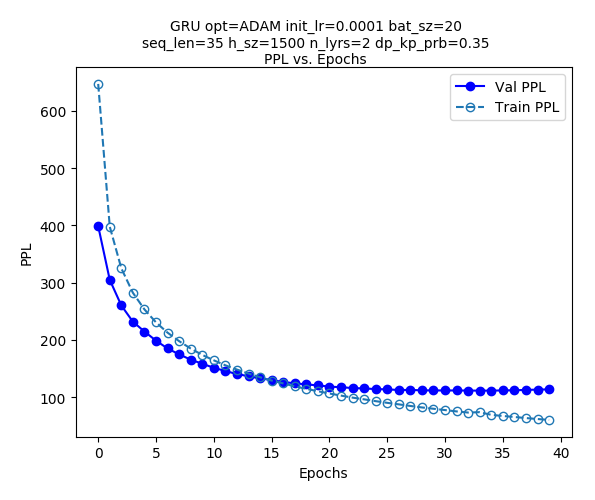 GRU opt=ADAM init_lr=0.0001 bat_sz=20
seq_len=35 h_sz=1500 n_lyrs=2 dp_kp_prb=0.35
PPL vs. Epochs
Val PPL
Train PPL
600
500
400
300
200
100
PPL
0 5 10 15 20 25 30 35 40
Epochs